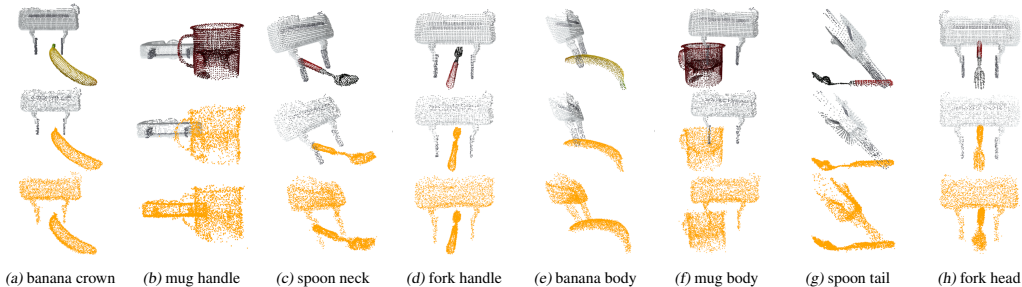 (a) banana crown (b) mug handle (c) spoon neck (d) fork handle (e) banana body (f) mug body (g) spoon tail (h) fork head